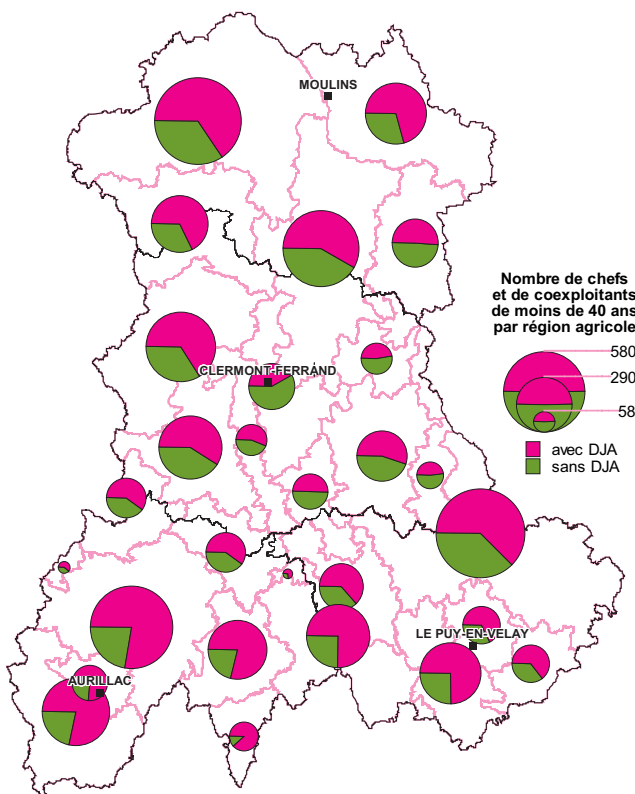 MOULINS
Nombre de chefs
et de coexploitants
de moins de 40 ans
par région agricole
580
CLERMONT-FERRAND
290
58
avec DJA
sans DJA
LE PUY-EN-VELAY
AURILLAC